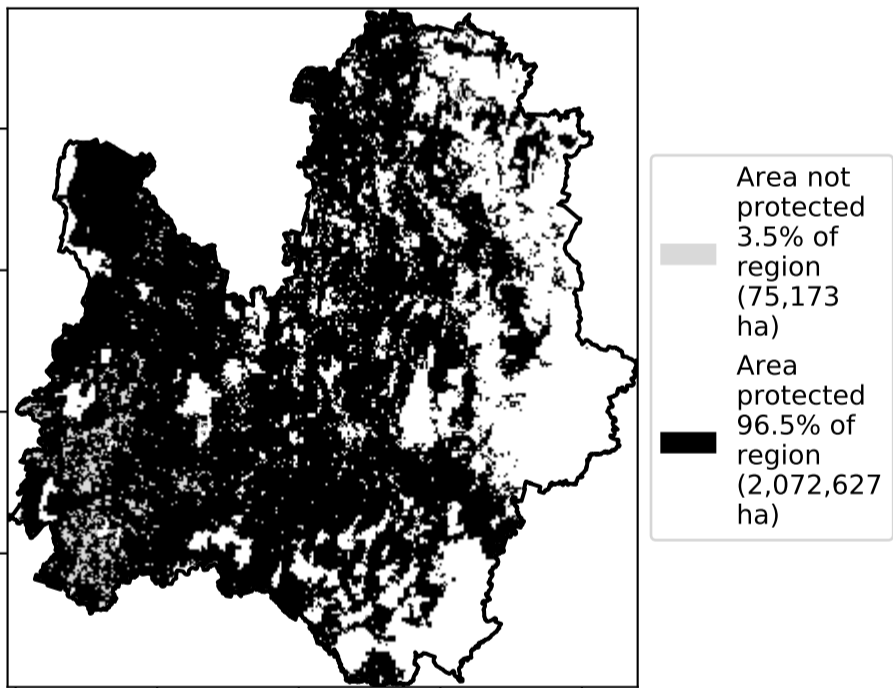 Area not
protected
3.5% of
region
(75,173
ha)
Area
protected
96.5% of
region
(2,072,627
ha)